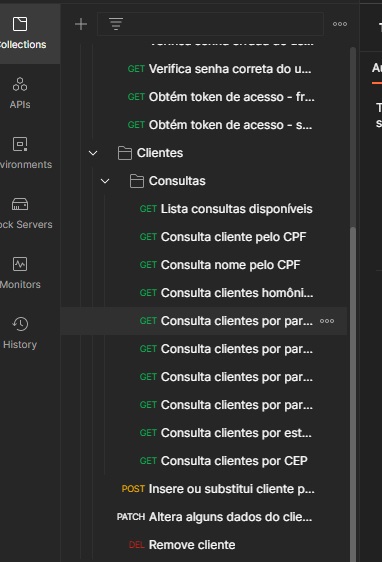 Collections
APIs
Environments
Mock Servers
Monitors
History
GET Verifica senha correta do u...
GET Obtém token de acesso - fr...
GET Obtém token de acesso - s...
Clientes
Consultas
GET Lista consultas disponíveis
GET Consulta cliente pelo CPF
GET Consulta nome pelo CPF
GET Consulta clientes homôni...
GET Consulta clientes por par...
GET Consulta clientes por par...
GET Consulta clientes por par...
GET Consulta clientes por par...
GET Consulta clientes por est...
GET Consulta clientes por CEP
POST Insere ou substitui cliente p...
PATCH Altera alguns dados do clie...
DEL Remove cliente